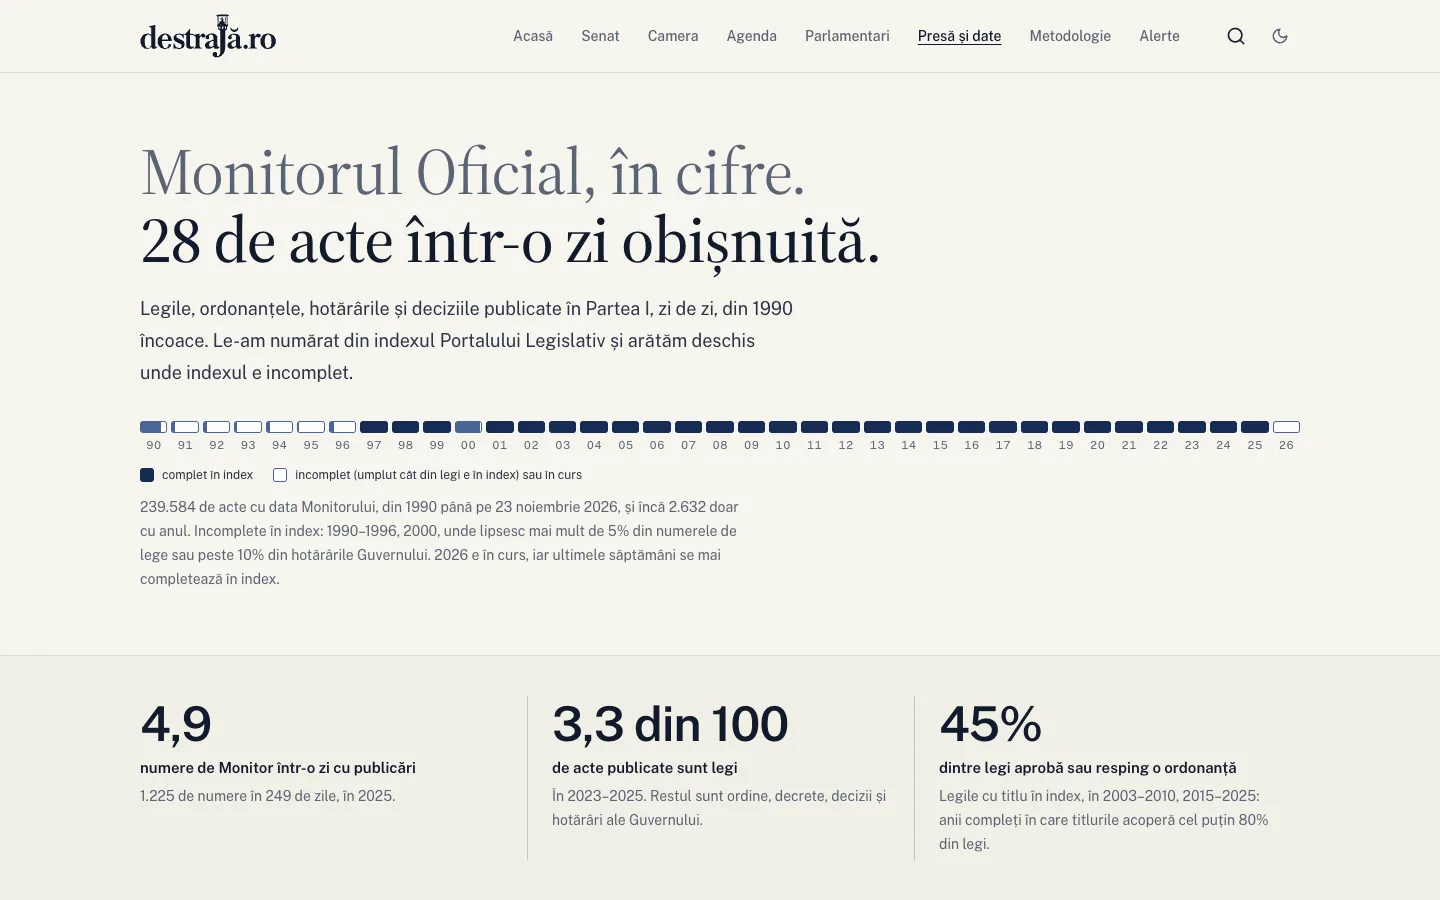 destrajă.ro
Acasă Senat Camera Agenda Parlamentari Presă și date Metodologie Alerte
Monitorul Oficial, în cifre.
28 de acte într-o zi obișnuită.
Legile, ordonanțele, hotărârile și deciziile publicate în Partea I, zi de zi, din 1990
încoace. Le-am numărat din indexul Portalului Legislativ și arătăm deschis
unde indexul e incomplet.
90 91 92 93 94 95 96 97 98 99 00 01 02 03 04 05 06 07 08 09 10 11 12 13 14 15 16 17 18 19 20 21 22 23 24 25 26
complet în index incomplet (umplut cât din legi e în index) sau în curs
239.584 de acte cu data Monitorului, din 1990 până pe 23 noiembrie 2026, și încă 2.632 doar
cu anul. Incomplete în index: 1990–1996, 2000, unde lipsesc mai mult de 5% din numerele de
lege sau peste 10% din hotărârile Guvernului. 2026 e în curs, iar ultimele săptămâni se mai
completează în index.
4,9
numere de Monitor într-o zi cu publicări
1.225 de numere în 249 de zile, în 2025.
3,3 din 100
de acte publicate sunt legi
În 2023–2025. Restul sunt ordine, decrete, decizii și
hotărâri ale Guvernului.
45%
dintre legi aprobă sau resping o ordonanță
Legile cu titlu în index, în 2003–2010, 2015–2025:
anii compleți în care titlurile acoperă cel puțin 80%
din legi.